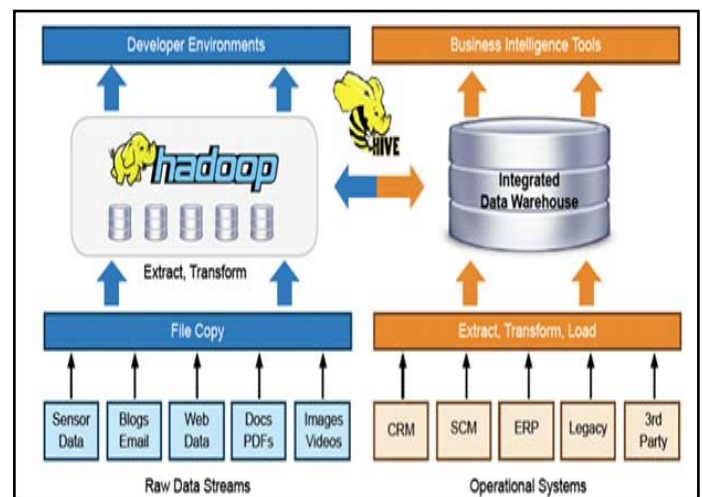 Developer Environments
hadoop
Extract, Transform
File Copy
Sensor
Data
Blogs
Email
Web
Data
Docs
PDFs
Images
Videos
Raw Data Streams
HIVE
Business Intelligence Tools
Integrated
Data Warehouse
Extract, Transform, Load
CRM
SCM
ERP
Legacy
3rd
Party
Operational Systems